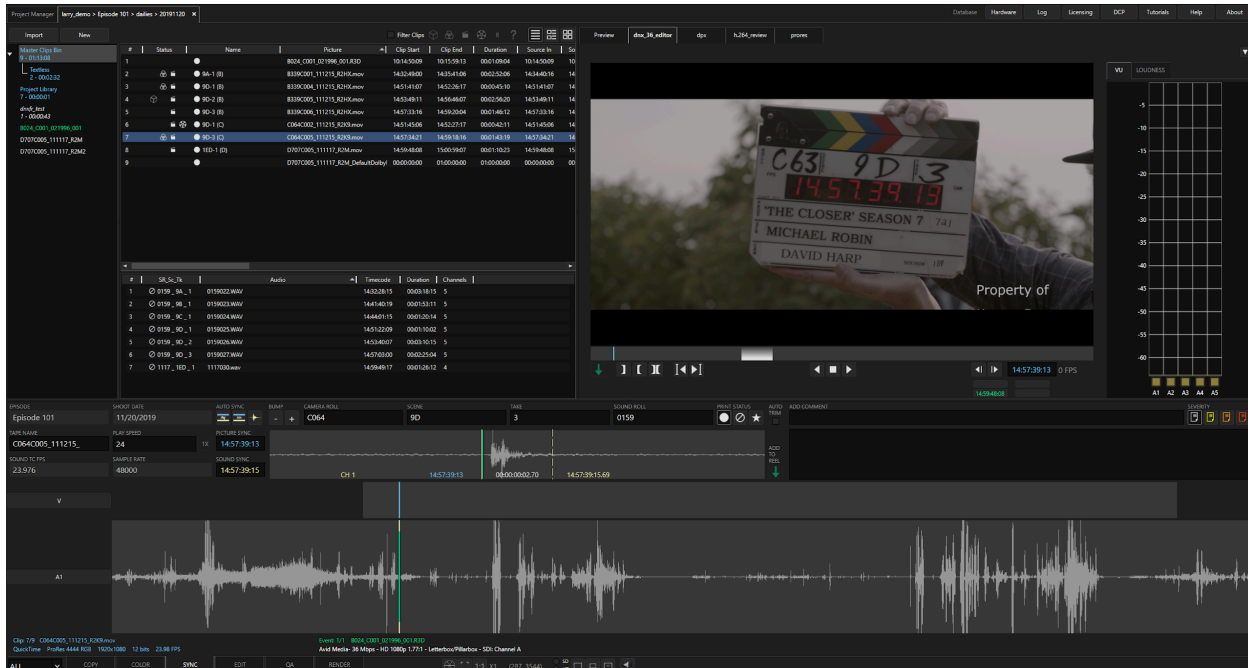 Project Manager larry_demo > Episode 101 > dailies > 20191120 × Database Hardware Log Licensing DCP Tutorials Help About
Import New Filter Clips ? Preview dnx_36_editor dpx h.264_review prores
Master Clips Bin
9 - 01:13:08
Textless
2 - 00:02:32
Project Library
7 - 00:00:01
1 - 00:00:43
B024_C001_021996_001
D707C005_111117_R2M
D707C005_111117_R2M2
# Status Name Picture Clip Start Clip End Duration Source In So
1 B024_C001_021996_001.R3D 10:14:50:09 10:15:59:13 00:01:09:04 10:14:50:09 10
2 9A-1 (B) B339C001_111215_R2HX.mov 14:32:49:00 14:35:41:06 00:02:52:06 14:34:40:16 14
3 9D-1 (B) B339C003_111215_R2HX.mov 14:51:41:07 14:52:26:17 00:00:45:10 14:51:41:07 14
4 9D-2 (B) B339C004_111215_R2HX.mov 14:53:49:11 14:56:46:07 00:02:56:20 14:53:49:11 14
5 9D-3 (B) B339C006_111215_R2HX.mov 14:57:33:16 14:59:20:04 00:01:46:12 14:57:33:16 14
6 9D-1 (C) C064C002_111215_R2K9.mov 14:51:45:06 14:52:27:17 00:00:42:11 14:51:45:06 14
7 9D-3 (C) C064C005_111215_R2K9.mov 14:57:34:21 14:59:18:16 00:01:43:19 14:57:34:21 14
8 1ED-1 (D) D707C005_111117_R2M.mov 14:59:48:08 15:00:59:07 00:01:10:23 14:59:48:08 15
9 D707C005_111117_R2M_DefaultDolby 00:00:00:00 01:00:00:00 01:00:00:00 00:00:00:00 00
# SR_Sc_Tk Audio Timecode Duration Channels
1 0159 _ 9A _ 1 0159022.WAV 14:32:28:15 00:03:18:15 5
2 0159 _ 9B _ 1 0159023.WAV 14:41:40:19 00:01:53:11 5
3 0159 _ 9C _ 1 0159024.WAV 14:44:01:15 00:01:20:14 5
4 0159 _ 9D _ 1 0159025.WAV 14:51:22:09 00:01:10:02 5
5 0159 _ 9D _ 2 0159026.WAV 14:53:40:07 00:03:10:15 5
6 0159 _ 9D _ 3 0159027.WAV 14:57:03:00 00:02:25:04 5
7 1117 _ 1ED _ 1 1117030.wav 14:59:49:17 00:01:26:12 4
C63 9D 3
14.57.39.13
'THE CLOSER' SEASON 7 741
MICHAEL ROBIN
DAVID HARP
Property of
14:57:39:13 0 FPS
14:59:48:08
VU LOUDNESS
-5
-10
-15
-20
-25
-30
-35
-40
-45
-50
-55
-60
A1 A2 A3 A4 A5
EPISODE SHOOT DATE AUTO SYNC BUMP CAMERA ROLL SCENE TAKE SOUND ROLL PRINT STATUS AUTO TRIM ADD COMMENT SEVERITY
Episode 101 11/20/2019 - + C064 9D 3 0159
TAPE NAME PLAY SPEED PICTURE SYNC
C064C005_111215_ 24 1X 14:57:39:13
SOUND TC FPS SAMPLE RATE SOUND SYNC
23.976 48000 14:57:39:15
CH 1 14:57:39:13 00:00:00:02.70 14:57:39:15.69
ADD TO REEL
V
A1
Clip: 7/9 C064C005_111215_R2K9.mov
QuickTime ProRes 4444 RGB 1920x1080 12 bits 23.98 FPS
Event: 1/1 B024_C001_021996_001.R3D
Avid Media- 36 Mbps - HD 1080p 1.77:1 - Letterbox/Pillarbox - SDI: Channel A
ALL COPY COLOR SYNC EDIT QA RENDER 1:1 X1 (287, 3544) SD